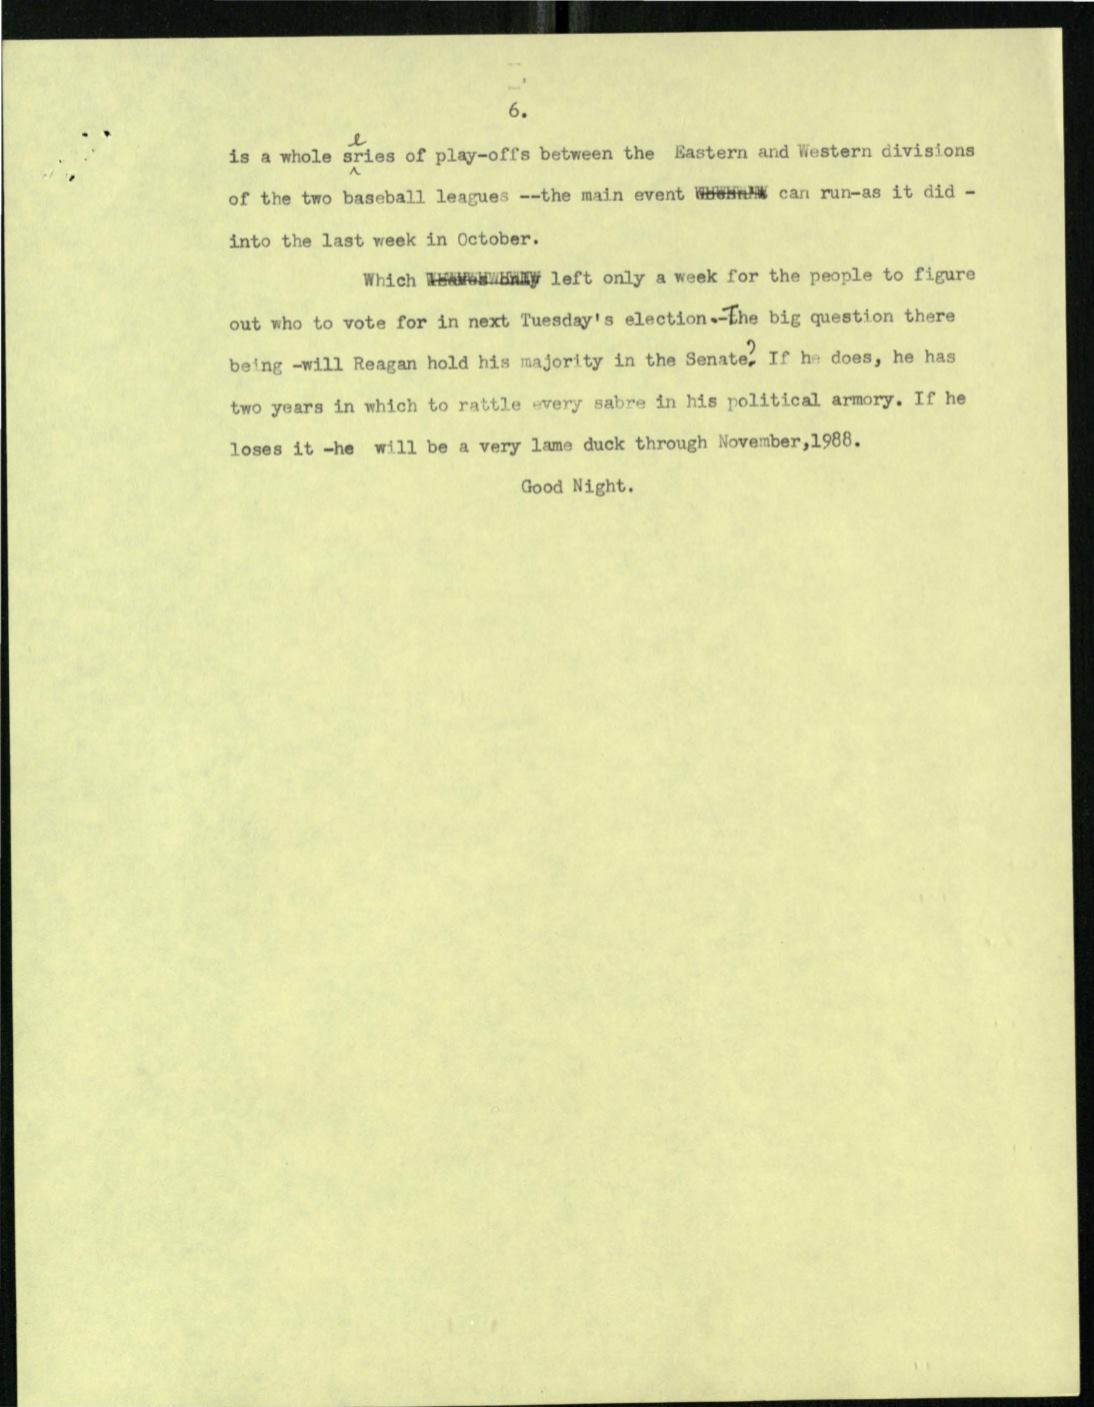 6.
is a whole series of play-offs between the Eastern and Western divisions
of the two baseball leagues --the main event can run-as it did -
into the last week in October.
Which left only a week for the people to figure
out who to vote for in next Tuesday's election.-The big question there
being -will Reagan hold his majority in the Senate? If he does, he has
two years in which to rattle every sabre in his political armory. If he
loses it -he will be a very lame duck through November,1988.
Good Night.